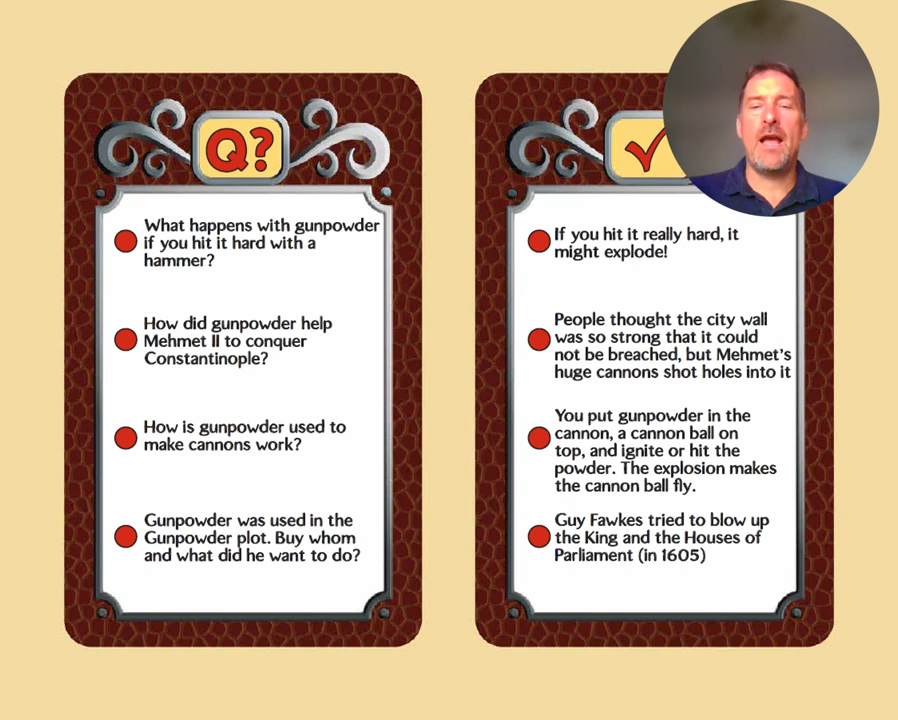 Q?
What happens with gunpowder
if you hit it hard with a
hammer?
How did gunpowder help
Mehmet II to conquer
Constantinople?
How is gunpowder used to
make cannons work?
Gunpowder was used in the
Gunpowder plot. Buy whom
and what did he want to do?
If you hit it really hard, it
might explode!
People thought the city wall
was so strong that it could
not be breached, but Mehmet's
huge cannons shot holes into it
You put gunpowder in the
cannon, a cannon ball on
top, and ignite or hit the
powder. The explosion makes
the cannon ball fly.
Guy Fawkes tried to blow up
the King and the Houses of
Parliament (in 1605)